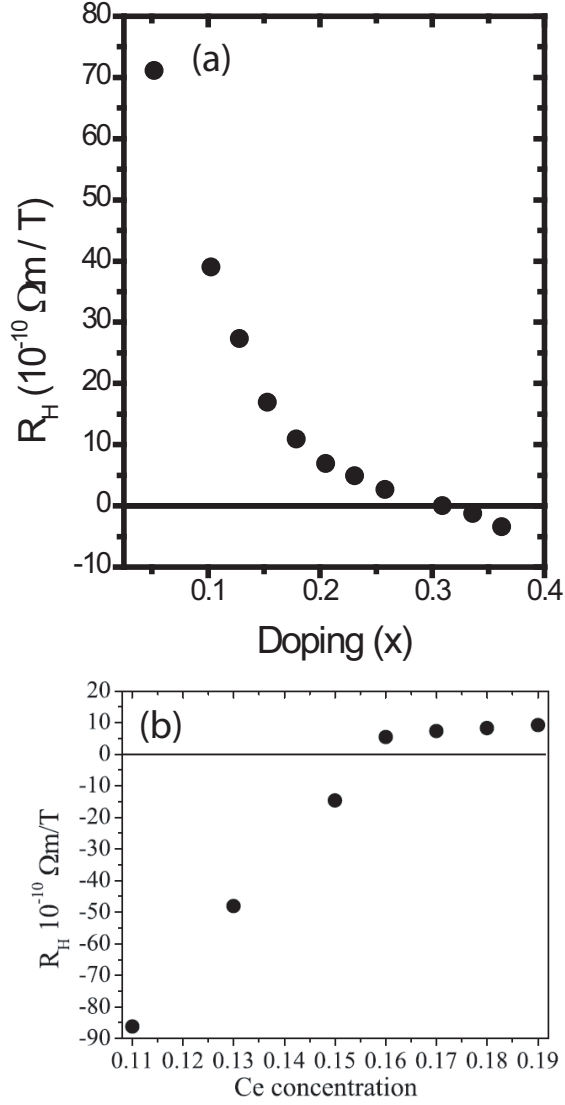 (a)
80
70
60
50
40
30
20
10
0
-10
R_H (10^-10 Ωm / T)
0.1 0.2 0.3 0.4
Doping (x)
(b)
20
10
0
-10
-20
-30
-40
-50
-60
-70
-80
-90
R_H 10^-10 Ωm/T
0.11 0.12 0.13 0.14 0.15 0.16 0.17 0.18 0.19
Ce concentration